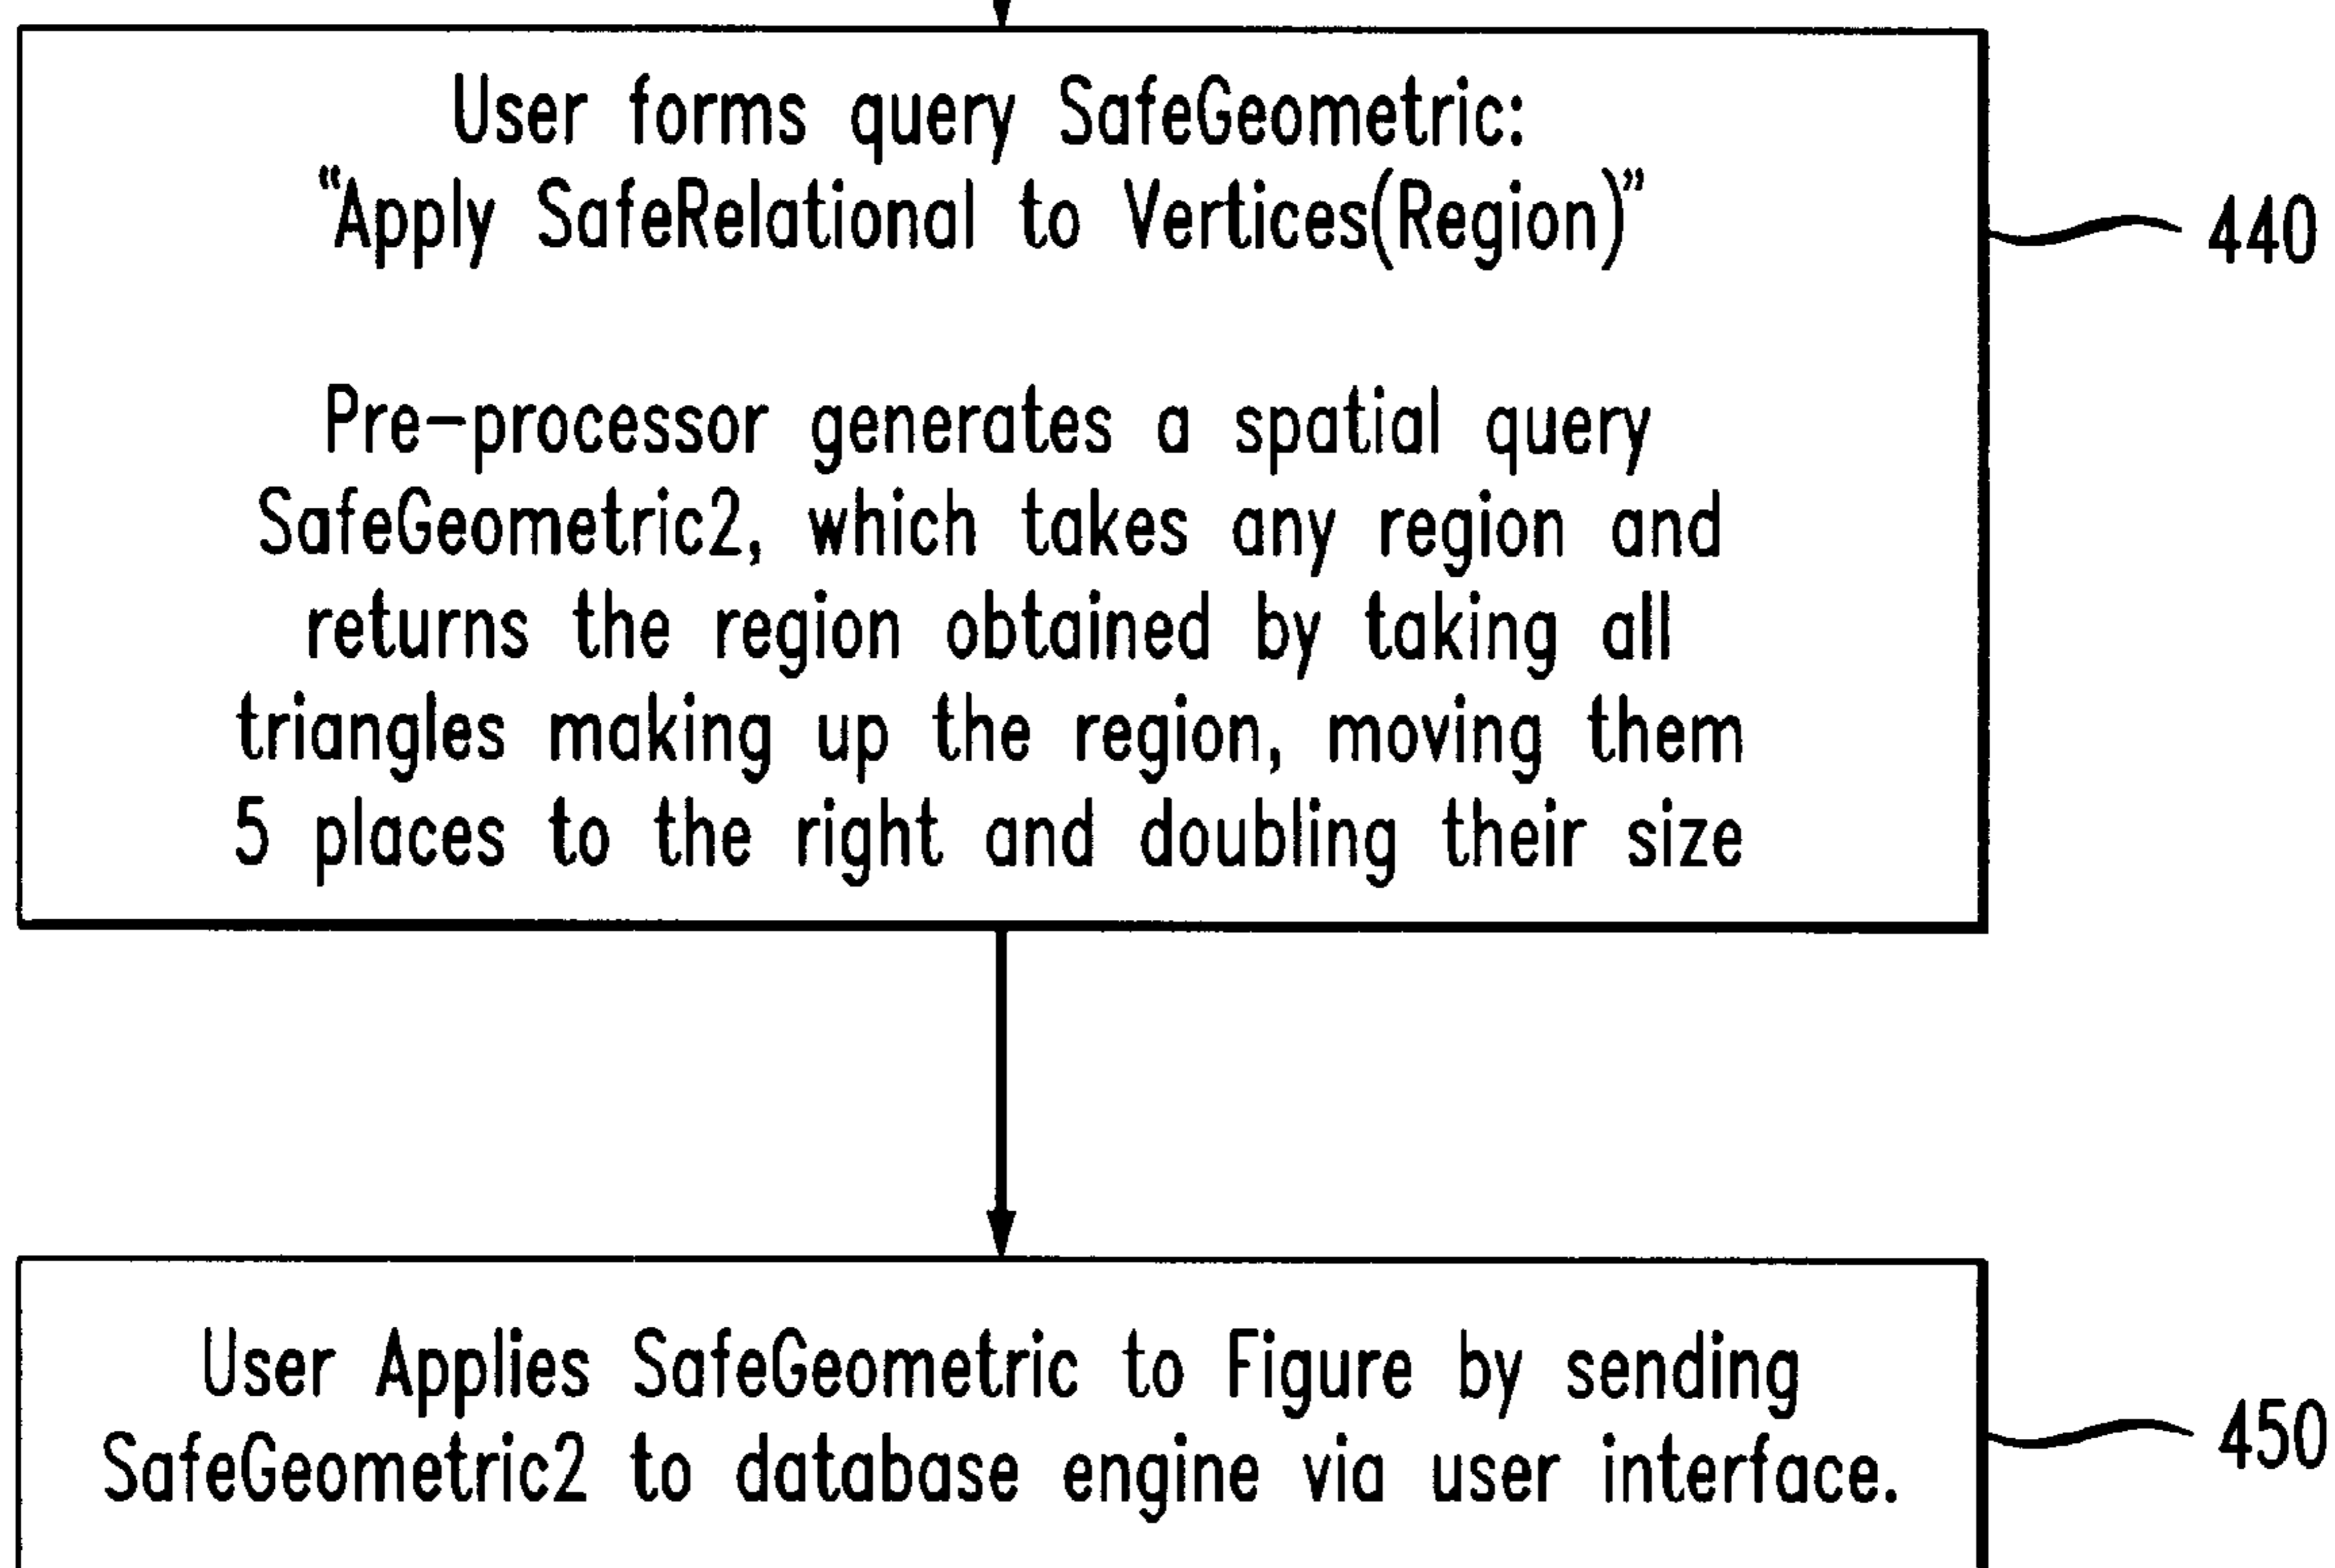 User forms query SafeGeometric:
“Apply SafeRelational to Vertices(Region)”
440
Pre-processor generates a spatial query
SafeGeometric2, which takes any region and
returns the region obtained by taking all
triangles making up the region, moving them
5 places to the right and doubling their size
User Applies SafeGeometric to Figure by sending
SafeGeometric2 to database engine via user interface.
450